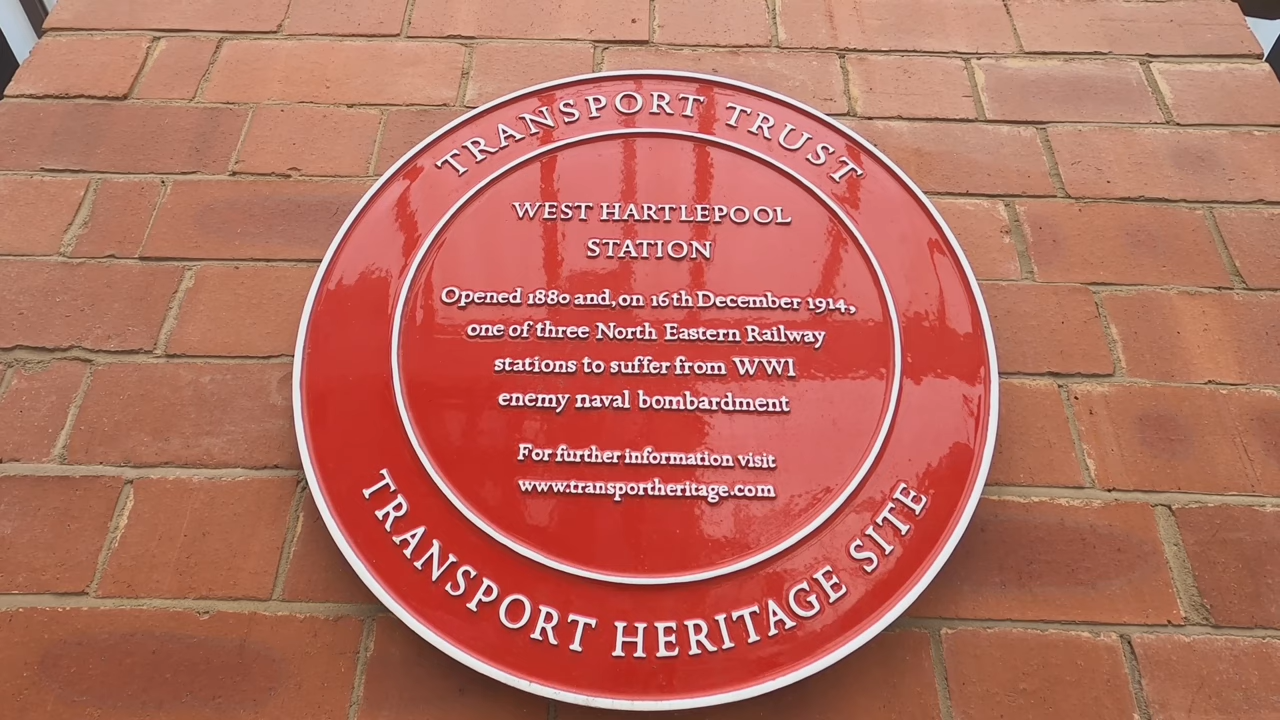 TRANSPORT TRUST
WEST HARTLEPOOL
STATION
Opened 1880 and, on 16th December 1914,
one of three North Eastern Railway
stations to suffer from WWI
enemy naval bombardment
For further information visit
www.transportheritage.com
TRANSPORT HERITAGE SITE